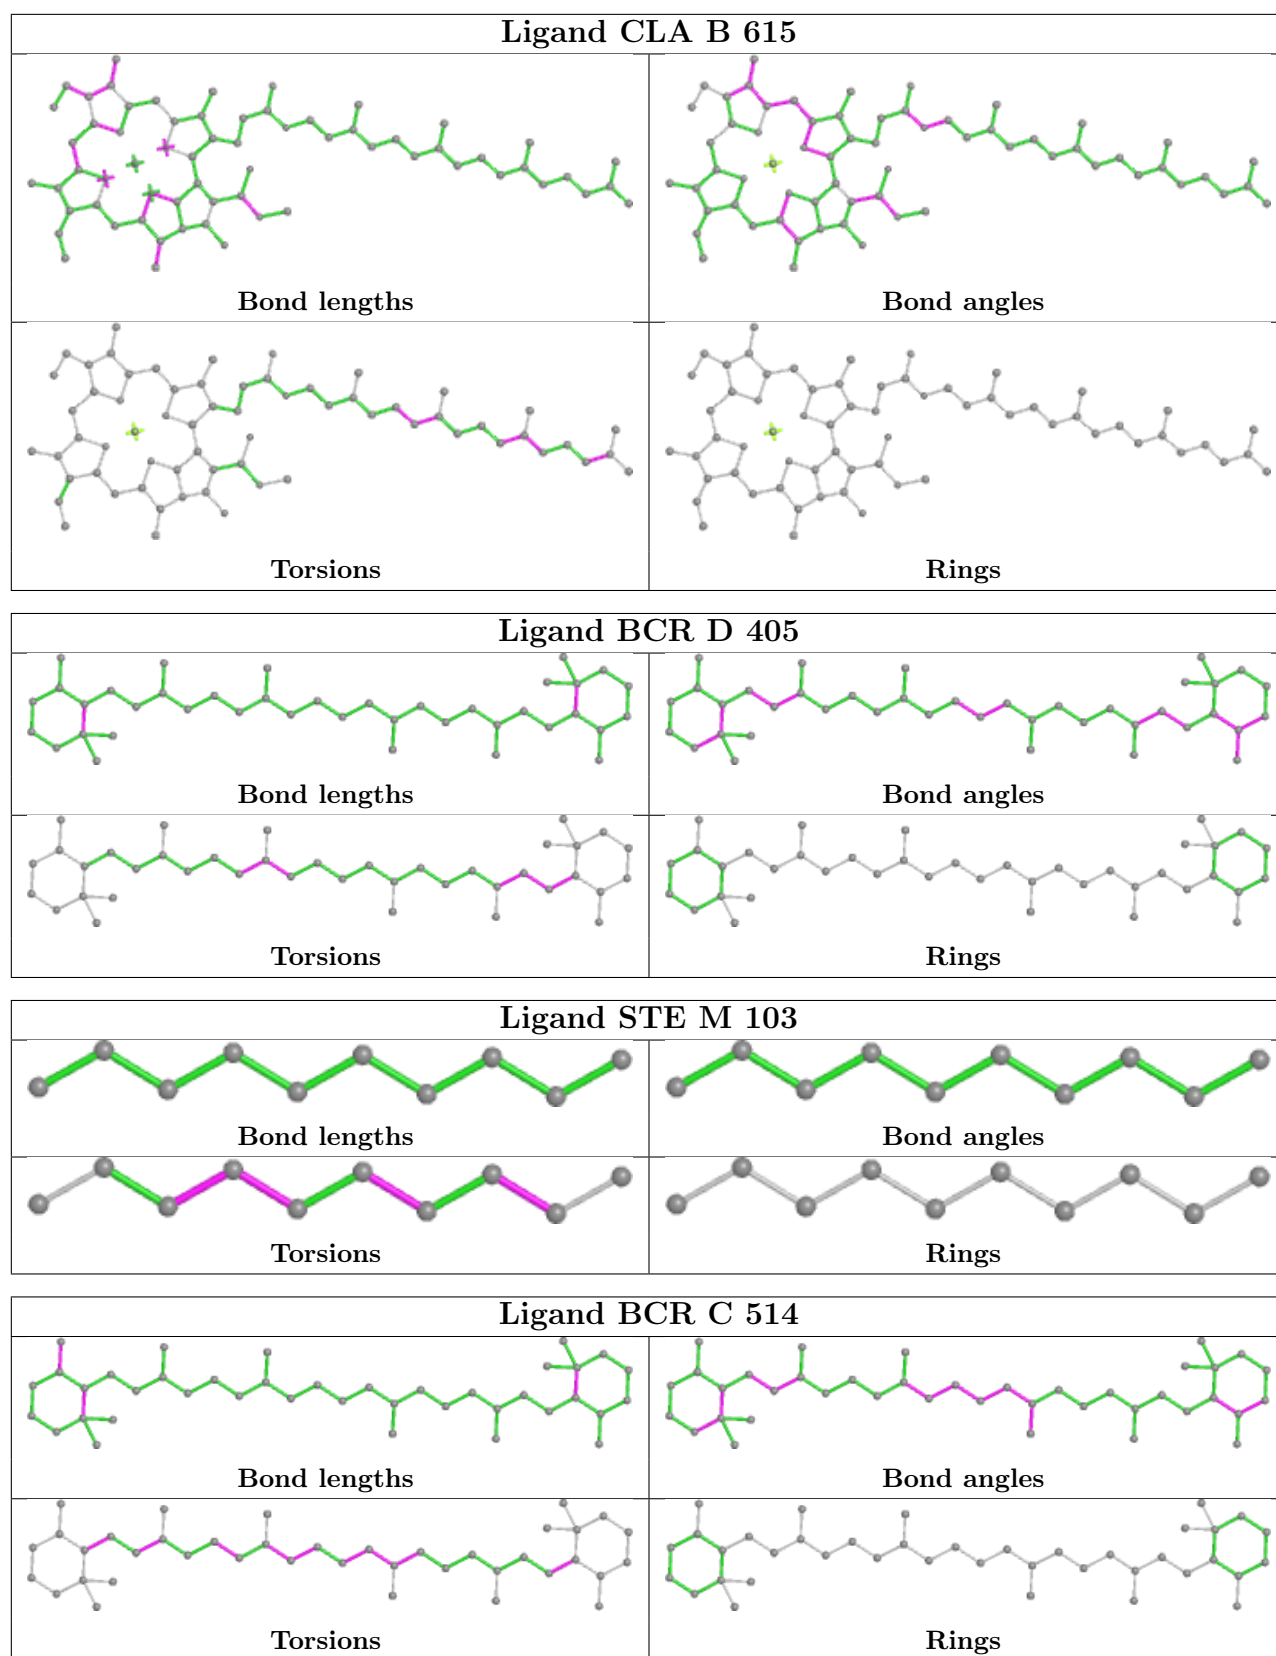 Ligand CLA B 615
Bond lengths
Bond angles
Torsions
Rings
Ligand BCR D 405
Bond lengths
Bond angles
Torsions
Rings
Ligand STE M 103
Bond lengths
Bond angles
Torsions
Rings
Ligand BCR C 514
Bond lengths
Bond angles
Torsions
Rings